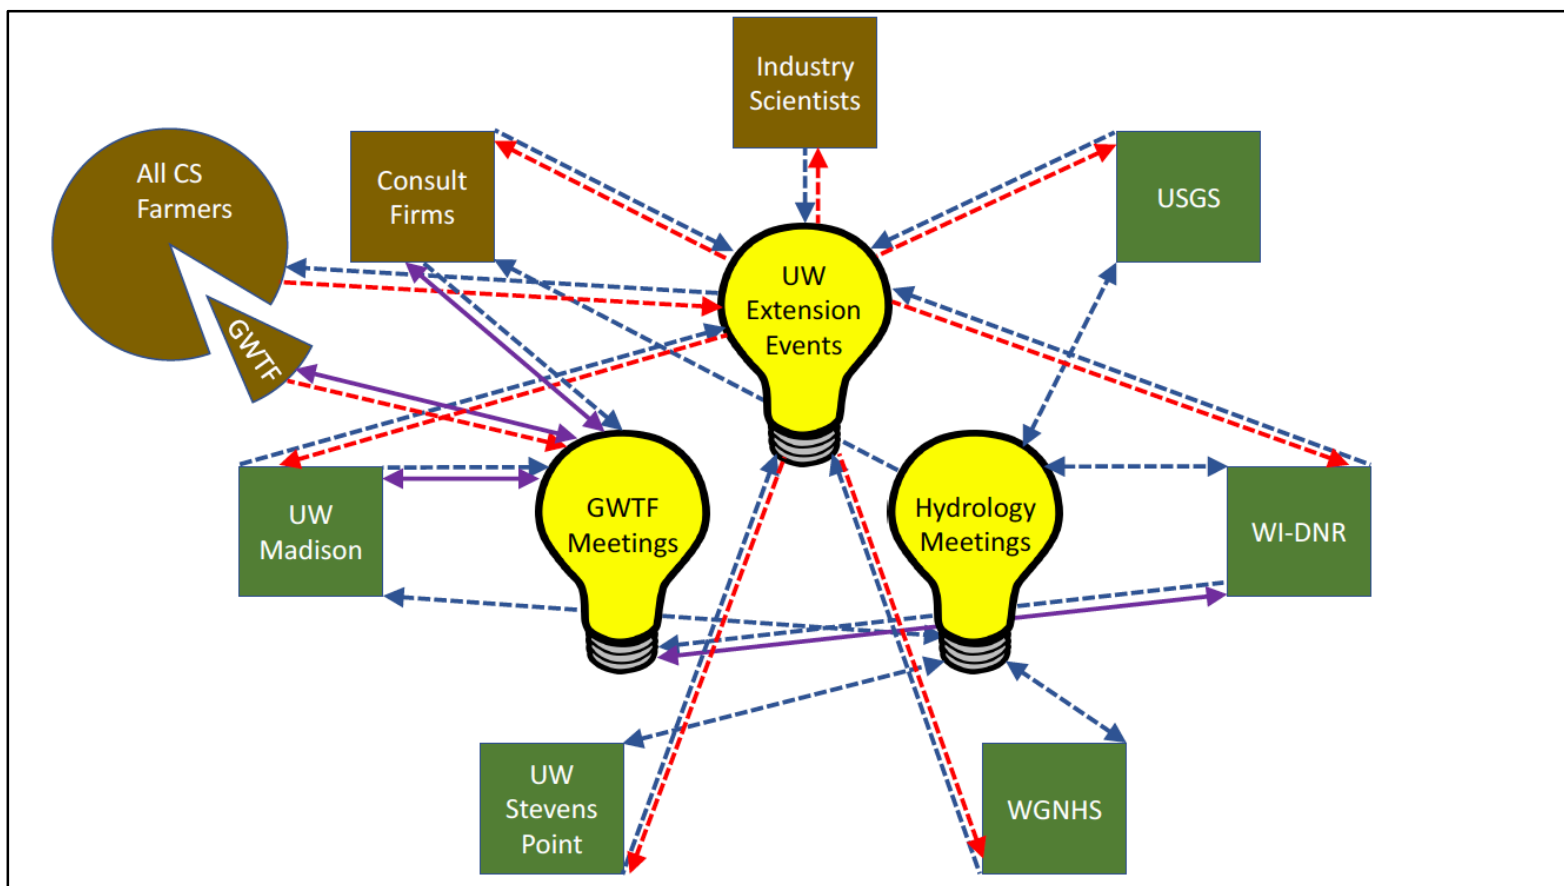 Industry
Scientists
All CS
Farmers
Consult
Firms
USGS
UW
Extension
Events
GWTF
UW
Madison
GWTF
Meetings
Hydrology
Meetings
WI-DNR
UW
Stevens
Point
WGNHS